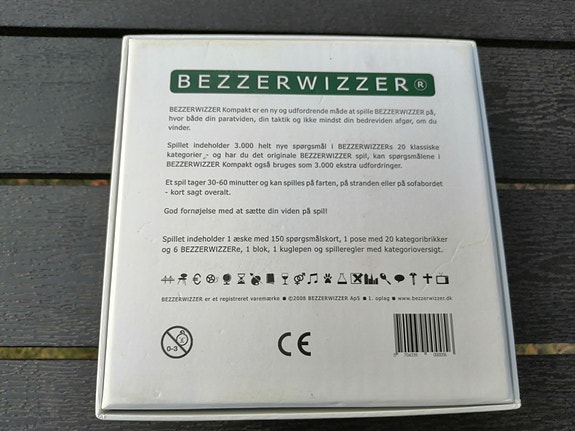 BEZZERWIZZER®
BEZZERWIZZER Kompakt er en ny og udfordrende måde at spille BEZZERWIZZER på,
hvor både din paratviden, din taktik og ikke mindst din bedreviden afgør, om du
vinder.
Spillet indeholder 3.000 helt nye spørgsmål i BEZZERWIZZERs 20 klassiske
kategorier - og har du det originale BEZZERWIZZER spil, kan spørgsmålene i
BEZZERWIZZER Kompakt også bruges som 3.000 ekstra udfordringer.
Et spil tager 30-60 minutter og kan spilles på farten, på stranden eller på sofabordet
- kort sagt overalt.
God fornøjelse med at sætte din viden på spil!
Spillet indeholder 1 æske med 150 spørgsmålskort, 1 pose med 20 kategoribrikker
og 6 BEZZERWIZZERe, 1 blok, 1 kuglepen og spilleregler med kategorioversigt.
BEZZERWIZZER er et registreret varemærke • ©2008 BEZZERWIZZER ApS • 1. oplag • www.bezzerwizzer.dk
0-3
CE